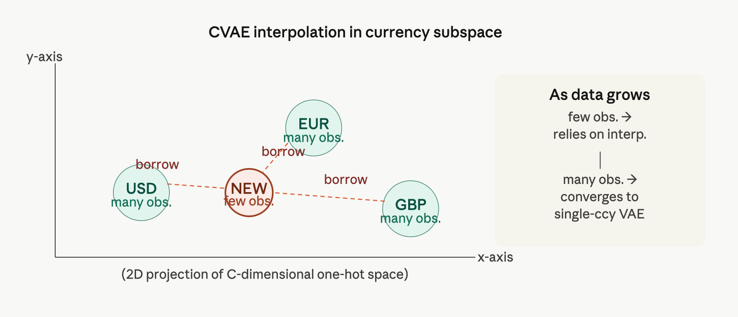 CVAE interpolation in currency subspace
y-axis
EUR
many obs.
borrow
borrow
USD
many obs.
NEW
few obs.
borrow
GBP
many obs.
x-axis
(2D projection of C-dimensional one-hot space)
As data grows
few obs. →
relies on interp.
many obs. →
converges to
single-ccy VAE